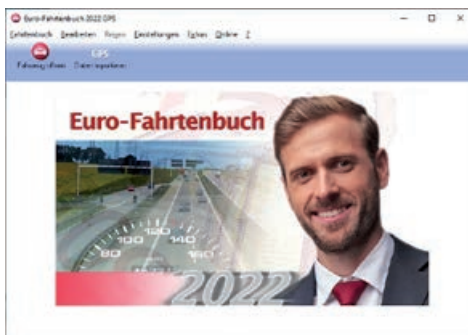 Euro-Fahrtenbuch 2022 GPS
Fahrtenbuch Bearbeiten Reisen Einstellungen Extras Online ?
GPS
Fahrzeug öffnen Daten importieren
Euro-Fahrtenbuch
80 100 120 140 160
2022